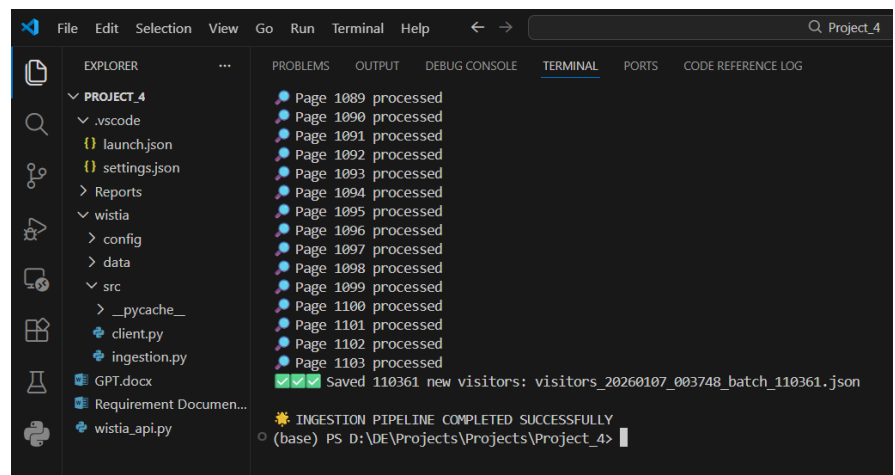 File Edit Selection View Go Run Terminal Help
Project_4
EXPLORER
PROJECT_4
.vscode
launch.json
settings.json
Reports
wistia
config
data
src
__pycache__
client.py
ingestion.py
GPT.docx
Requirement Documen...
wistia_api.py
PROBLEMS OUTPUT DEBUG CONSOLE TERMINAL PORTS CODE REFERENCE LOG
Page 1089 processed
Page 1090 processed
Page 1091 processed
Page 1092 processed
Page 1093 processed
Page 1094 processed
Page 1095 processed
Page 1096 processed
Page 1097 processed
Page 1098 processed
Page 1099 processed
Page 1100 processed
Page 1101 processed
Page 1102 processed
Page 1103 processed
✅✅✅ Saved 110361 new visitors: visitors_20260107_003748_batch_110361.json
🌟 INGESTION PIPELINE COMPLETED SUCCESSFULLY
(base) PS D:\DE\Projects\Projects\Project_4>